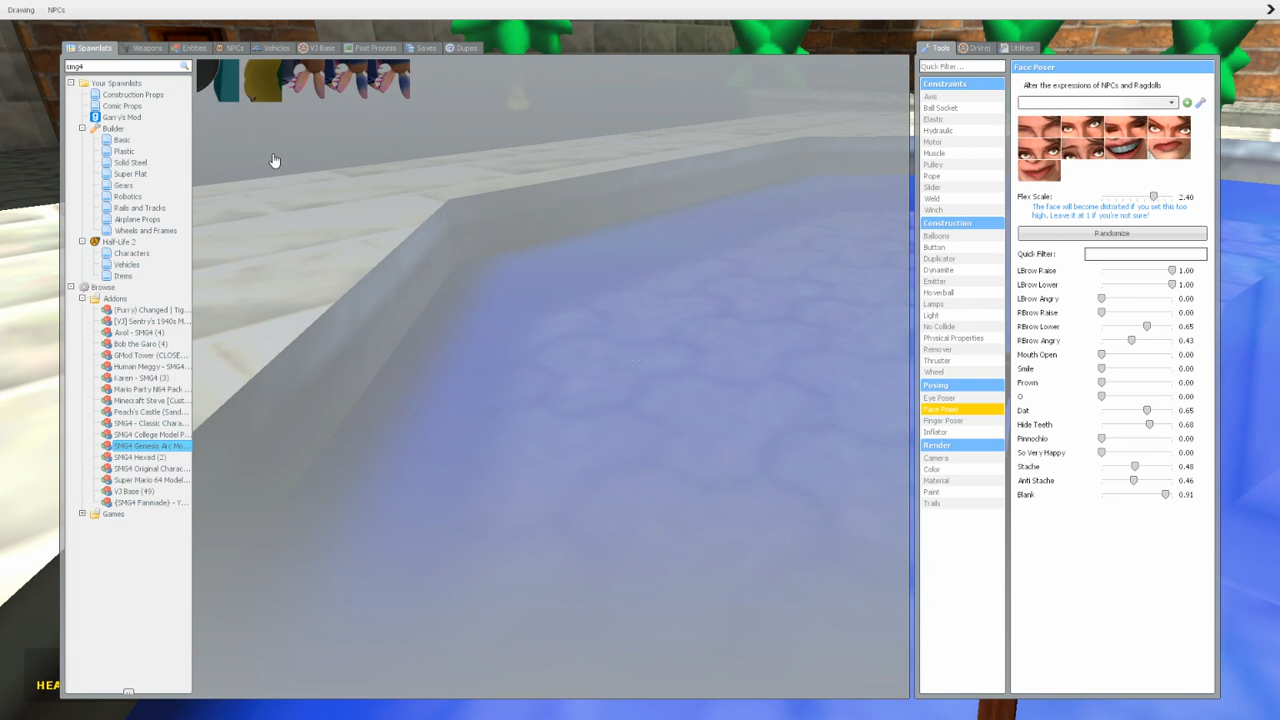 Drawing NPCs
Spawnlists Weapons Entities NPCs Vehicles VJ Base Post Process Saves Dupes
smg4
Your Spawnlists
Construction Props
Comic Props
Garry's Mod
Builder
Basic
Plastic
Solid Steel
Super Flat
Gears
Robotics
Rails and Tracks
Airplane Props
Wheels and Frames
Half-Life 2
Characters
Vehicles
Items
Browse
Addons
(Furry) Changed | Tig...
[VJ] Sentry's 1940s M...
Axol - SMG4 (4)
Bob the Garo (4)
GMod Tower (CLOSE...
Human Meggy - SMG4...
Karen - SMG4 (3)
Mario Party N64 Pack ...
Minecraft Steve [Cust...
Peach's Castle (Sand...
SMG4 - Classic Chara...
SMG4 College Model P...
SMG4 Genesis Arc Mo...
SMG4 Hexed (2)
SMG4 Original Charac...
Super Mario 64 Model...
VJ Base (49)
{SMG4 Fanmade} - Y...
Games
HEA
Tools DrVrej Utilities
Quick Filter...
Constraints
Axis
Ball Socket
Elastic
Hydraulic
Motor
Muscle
Pulley
Rope
Slider
Weld
Winch
Construction
Balloons
Button
Duplicator
Dynamite
Emitter
Hoverball
Lamps
Light
No Collide
Physical Properties
Remover
Thruster
Wheel
Posing
Eye Poser
Face Poser
Finger Poser
Inflator
Render
Camera
Color
Material
Paint
Trails
Face Poser
Alter the expressions of NPCs and Ragdolls
Flex Scale: 2.40
The face will become distorted if you set this too
high. Leave it at 1 if you're not sure!
Randomize
Quick Filter:
LBrow Raise 1.00
LBrow Lower 1.00
LBrow Angry 0.00
RBrow Raise 0.00
RBrow Lower 0.65
RBrow Angry 0.43
Mouth Open 0.00
Smile 0.00
Frown 0.00
O 0.00
Dat 0.65
Hide Teeth 0.68
Pinnochio 0.00
So Very Happy 0.00
Stache 0.48
Anti Stache 0.46
Blank 0.91